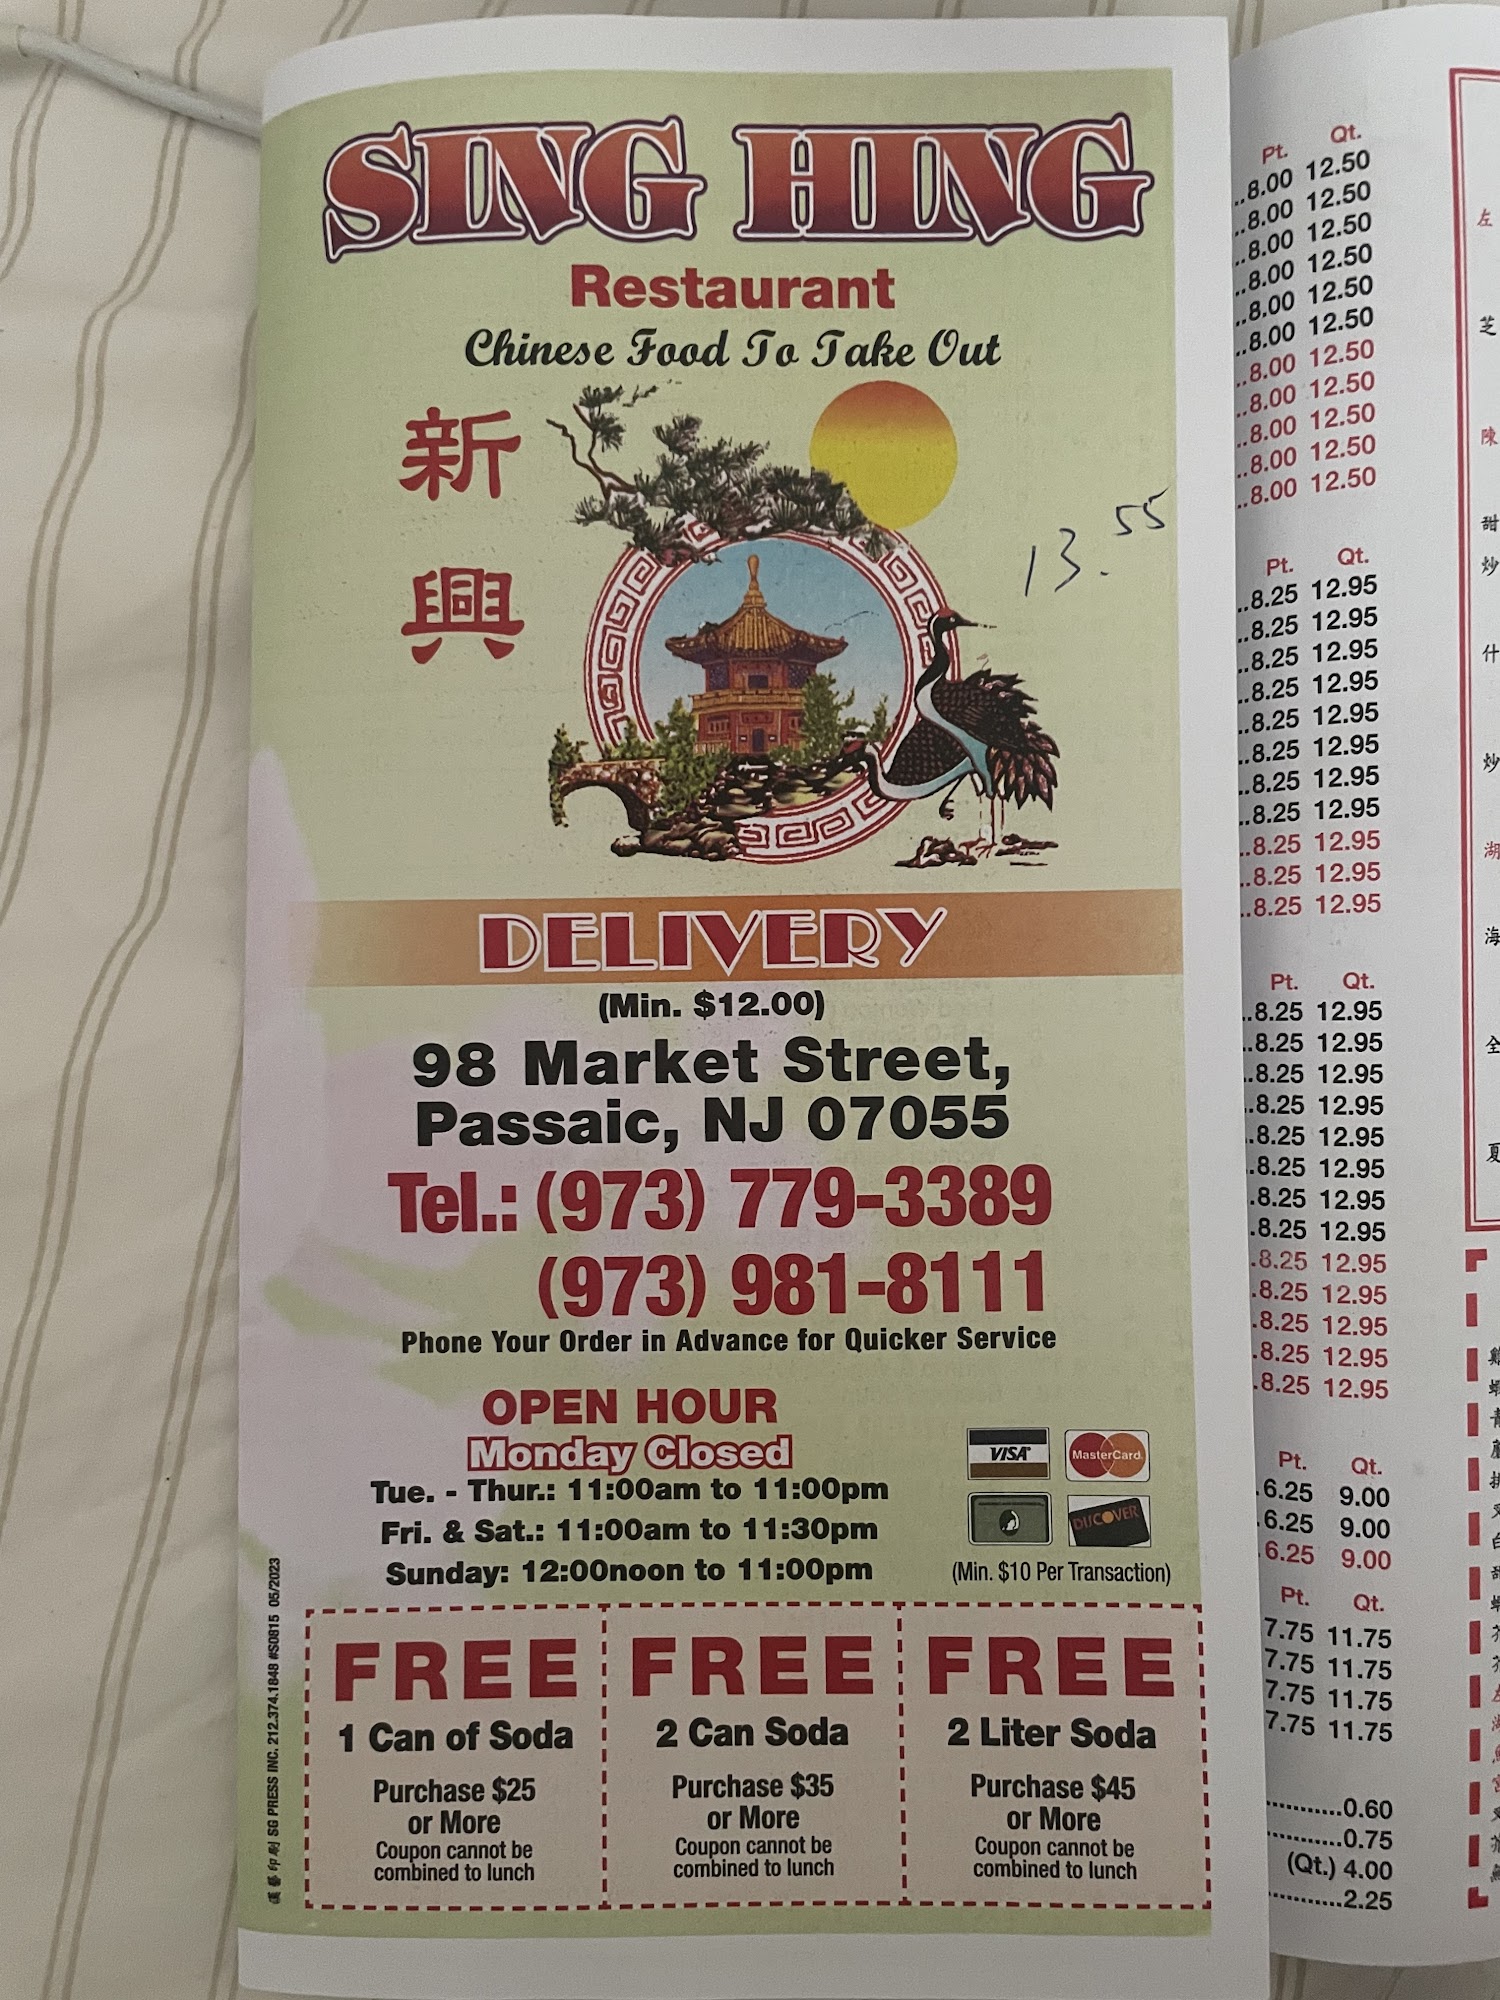 SING HING
Restaurant
Chinese Food To Take Out
新
興
13.55
DELIVERY
(Min. $12.00)
98 Market Street,
Passaic, NJ 07055
Tel.: (973) 779-3389
(973) 981-8111
Phone Your Order in Advance for Quicker Service
OPEN HOUR
Monday Closed
Tue. - Thur.: 11:00am to 11:00pm
Fri. & Sat.: 11:00am to 11:30pm
Sunday: 12:00noon to 11:00pm
VISA
MasterCard
DISCOVER
(Min. $10 Per Transaction)
FREE
1 Can of Soda
Purchase $25
or More
Coupon cannot be
combined to lunch
FREE
2 Can Soda
Purchase $35
or More
Coupon cannot be
combined to lunch
FREE
2 Liter Soda
Purchase $45
or More
Coupon cannot be
combined to lunch
SG PRESS INC. 212.374.1848 #S0815 05/2023
Pt. Qt.
..8.00 12.50
..8.00 12.50
..8.00 12.50
..8.00 12.50
..8.00 12.50
..8.00 12.50
..8.00 12.50
..8.00 12.50
..8.00 12.50
..8.00 12.50
..8.00 12.50
Pt. Qt.
..8.25 12.95
..8.25 12.95
..8.25 12.95
..8.25 12.95
..8.25 12.95
..8.25 12.95
..8.25 12.95
..8.25 12.95
..8.25 12.95
..8.25 12.95
..8.25 12.95
Pt. Qt.
..8.25 12.95
..8.25 12.95
..8.25 12.95
..8.25 12.95
..8.25 12.95
..8.25 12.95
.8.25 12.95
.8.25 12.95
.8.25 12.95
.8.25 12.95
.8.25 12.95
.8.25 12.95
.8.25 12.95
Pt. Qt.
.6.25 9.00
.6.25 9.00
.6.25 9.00
Pt. Qt.
7.75 11.75
7.75 11.75
7.75 11.75
7.75 11.75
...........0.60
...........0.75
(Qt.) 4.00
...........2.25
左
芝
陳
甜
炒
什
炒
湖
海
全
夏